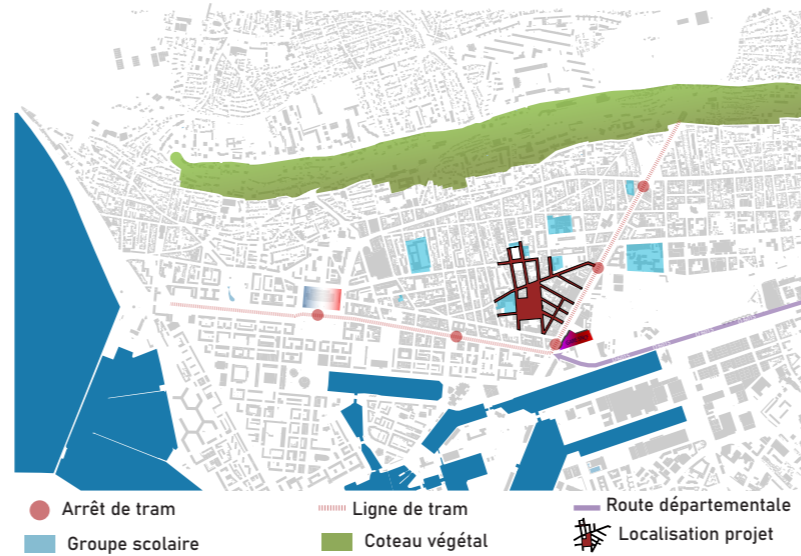 Arrêt de tram
Ligne de tram
Route départementale
Groupe scolaire
Coteau végétal
Localisation projet